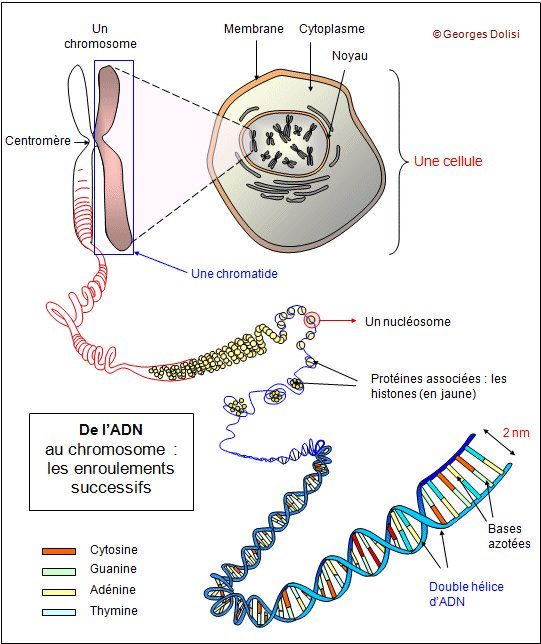 Un
chromosome
Membrane
Cytoplasme
© Georges Dolisi
Noyau
Centromère
Une cellule
Une chromatide
Un nucléosome
Protéines associées : les
histones (en jaune)
De l'ADN
au chromosome :
les enroulements
successifs
2 nm
Bases
azotées
Cytosine
Guanine
Adénine
Thymine
Double hélice
d'ADN